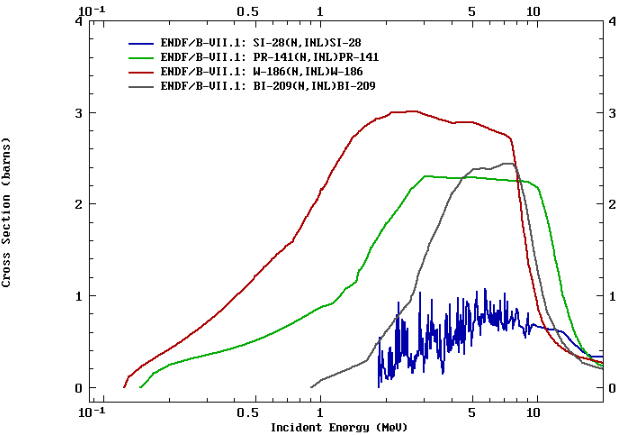 10⁻¹ 0.5 1 5 10
ENDF/B-VII.1: SI-28(N,INL)SI-28
ENDF/B-VII.1: PR-141(N,INL)PR-141
ENDF/B-VII.1: W-186(N,INL)W-186
ENDF/B-VII.1: BI-209(N,INL)BI-209
4 4
3 3
2 2
1 1
0 0
Cross Section (barns)
10⁻¹ 0.5 1 5 10
Incident Energy (MeV)